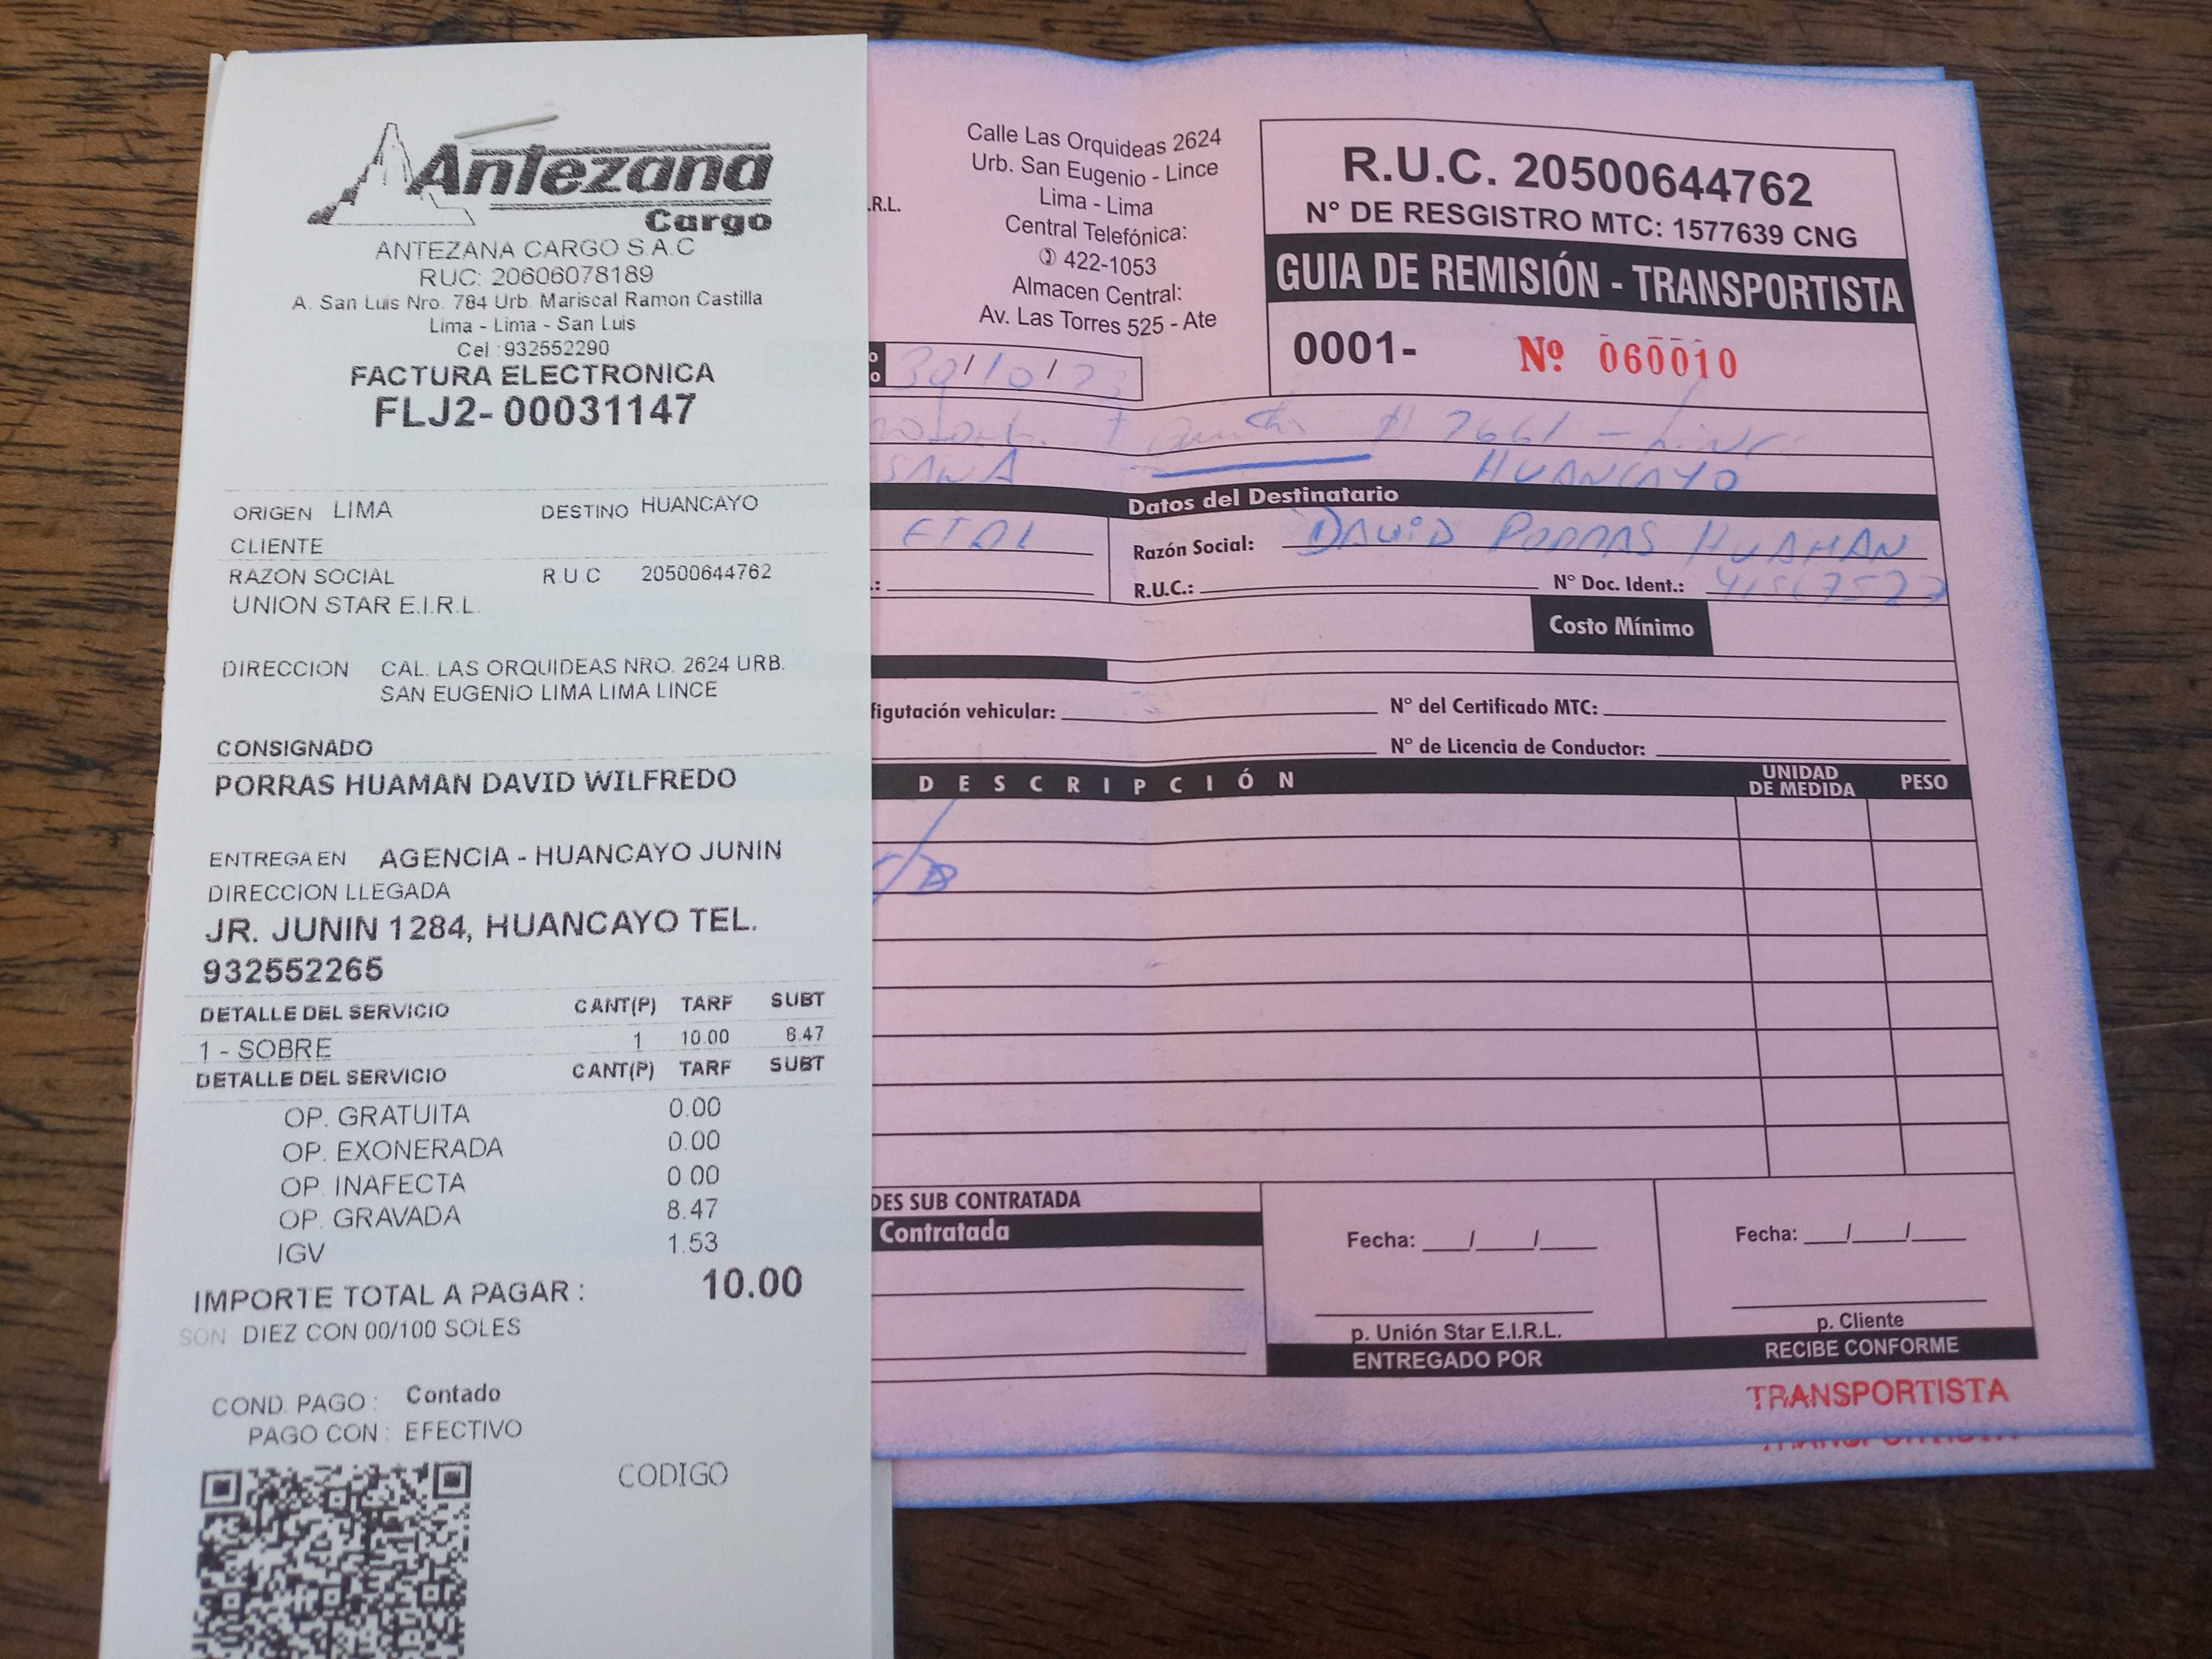 Antezana
Cargo
ANTEZANA CARGO S.A.C
RUC: 20606078189
A. San Luis Nro. 784 Urb. Mariscal Ramon Castilla
Lima - Lima - San Luis
Cel : 932552290
FACTURA ELECTRONICA
FLJ2- 00031147
ORIGEN LIMA DESTINO HUANCAYO
CLIENTE
RAZON SOCIAL R.U.C 20500644762
UNION STAR E.I.R.L.
DIRECCION CAL. LAS ORQUIDEAS NRO. 2624 URB.
SAN EUGENIO LIMA LIMA LINCE
CONSIGNADO
PORRAS HUAMAN DAVID WILFREDO
ENTREGA EN AGENCIA - HUANCAYO JUNIN
DIRECCION LLEGADA
JR. JUNIN 1284, HUANCAYO TEL.
932552265
DETALLE DEL SERVICIO CANT(P) TARF SUBT
1 - SOBRE 1 10.00 8.47
DETALLE DEL SERVICIO CANT(P) TARF SUBT
OP. GRATUITA 0.00
OP. EXONERADA 0.00
OP. INAFECTA 0.00
OP. GRAVADA 8.47
IGV 1.53
IMPORTE TOTAL A PAGAR : 10.00
SON DIEZ CON 00/100 SOLES
COND. PAGO : Contado
PAGO CON : EFECTIVO
CODIGO
.R.L.
Calle Las Orquideas 2624
Urb. San Eugenio - Lince
Lima - Lima
Central Telefónica:
422-1053
Almacen Central:
Av. Las Torres 525 - Ate
R.U.C. 20500644762
N° DE RESGISTRO MTC: 1577639 CNG
GUIA DE REMISIÓN - TRANSPORTISTA
0001- Nº 060010
HUANCAYO
Datos del Destinatario
Razón Social: DAVID PORRAS HUAMAN
R.U.C.: N° Doc. Ident.:
Costo Mínimo
figutación vehicular: N° del Certificado MTC:
N° de Licencia de Conductor:
DESCRIPCIÓN UNIDAD DE MEDIDA PESO
DES SUB CONTRATADA
Contratada
Fecha: / / Fecha: / /
p. Unión Star E.I.R.L. p. Cliente
ENTREGADO POR RECIBE CONFORME
TRANSPORTISTA